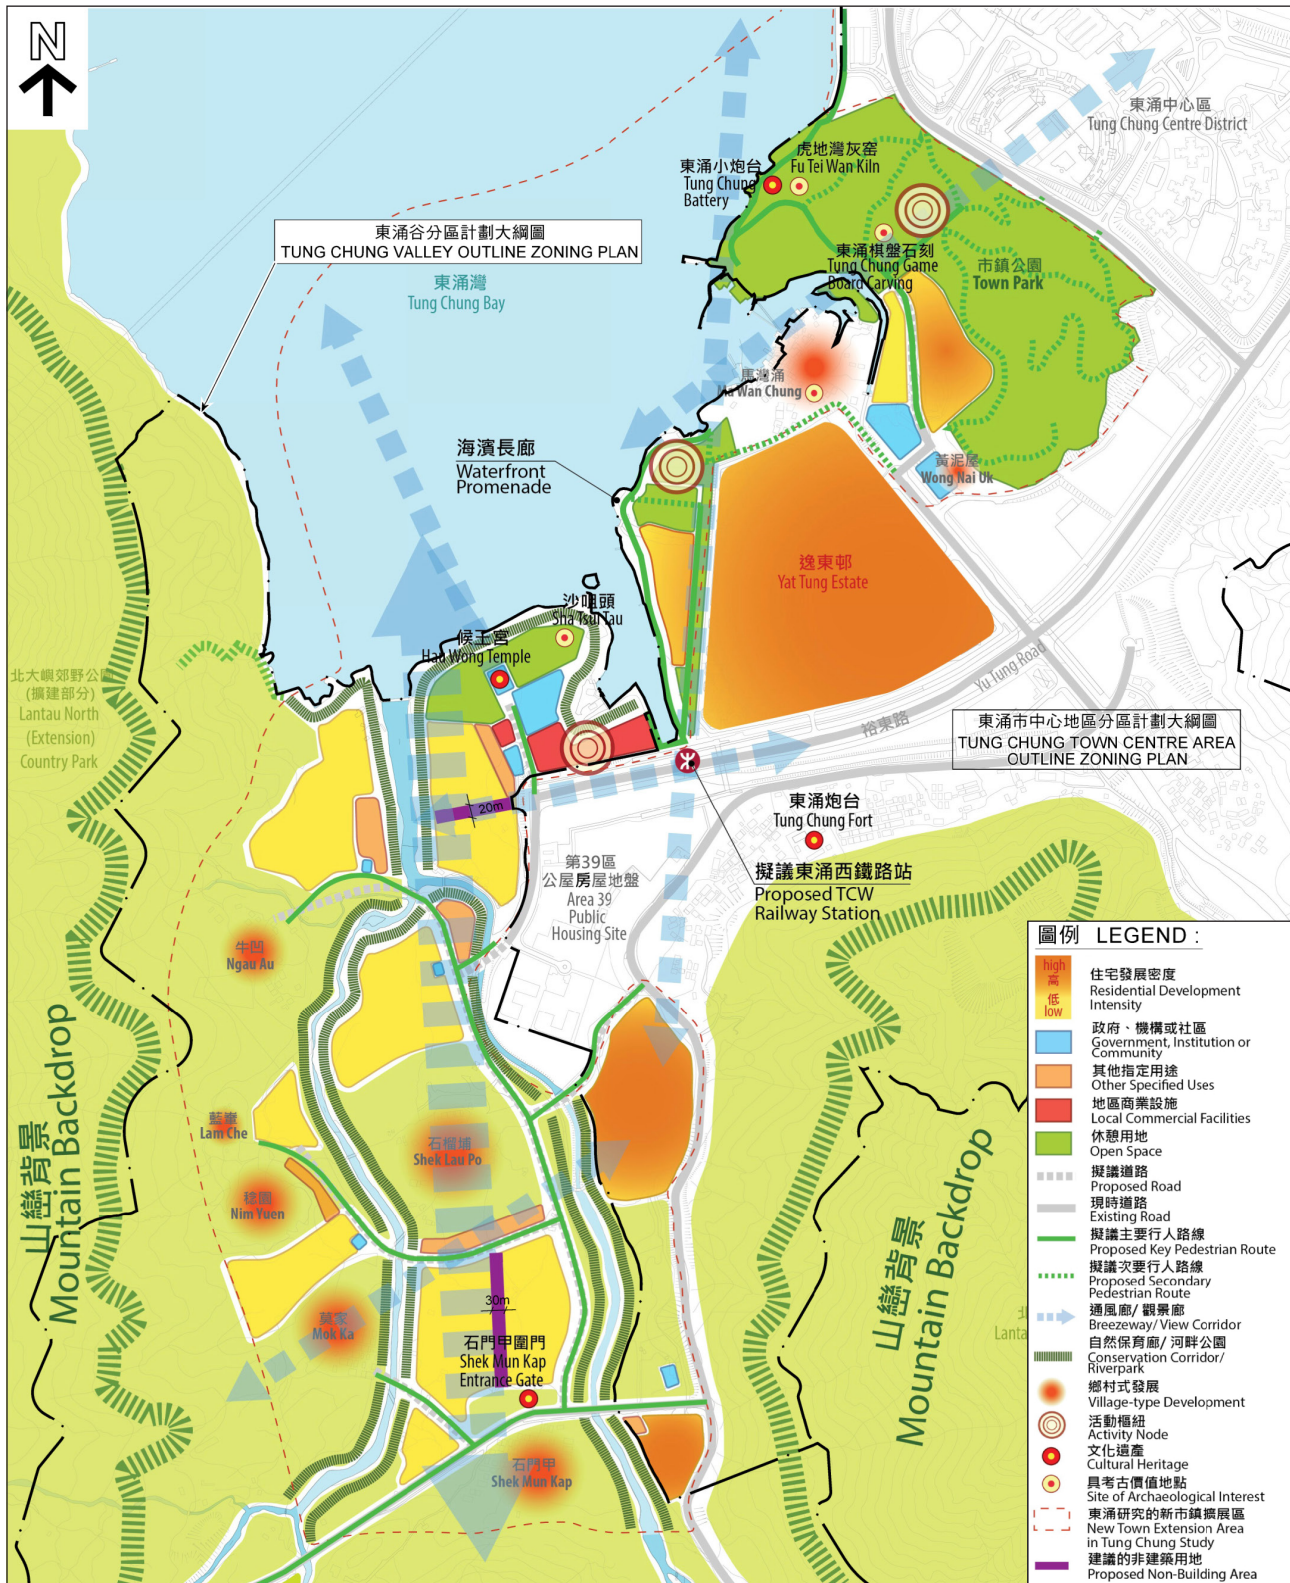 N
東涌中心區
Tung Chung Centre District
虎地灣灰窰
Fu Tei Wan Kiln
東涌小炮台
Tung Chung
Battery
東涌谷分區計劃大綱圖
TUNG CHUNG VALLEY OUTLINE ZONING PLAN
東涌棋盤石刻
Tung Chung Game
Board Carving
市鎮公園
Town Park
東涌灣
Tung Chung Bay
馬灣涌
Ma Wan Chung
海濱長廊
Waterfront
Promenade
黃泥屋
Wong Nai Uk
逸東邨
Yat Tung Estate
沙咀頭
Sha Tsui Tau
侯王宮
Hau Wong Temple
北大嶼郊野公園
(擴建部分)
Lantau North
(Extension)
Country Park
Yu Tung Road
裕東路
東涌市中心地區分區計劃大綱圖
TUNG CHUNG TOWN CENTRE AREA
OUTLINE ZONING PLAN
20m
東涌炮台
Tung Chung Fort
第39區
公屋房屋地盤
Area 39
Public
Housing Site
擬議東涌西鐵路站
Proposed TCW
Railway Station
牛凹
Ngau Au
藍輋
Lam Che
石榴埔
Shek Lau Po
稔園
Nim Yuen
山巒背景
Mountain Backdrop
莫家
Mok Ka
30m
石門甲圍門
Shek Mun Kap
Entrance Gate
石門甲
Shek Mun Kap
山巒背景
Mountain Backdrop
北
Lanta
圖例 LEGEND :
high
高
低
low
住宅發展密度
Residential Development
Intensity
政府、機構或社區
Government, Institution or
Community
其他指定用途
Other Specified Uses
地區商業設施
Local Commercial Facilities
休憩用地
Open Space
擬議道路
Proposed Road
現時道路
Existing Road
擬議主要行人路線
Proposed Key Pedestrian Route
擬議次要行人路線
Proposed Secondary
Pedestrian Route
通風廊/ 觀景廊
Breezeway/ View Corridor
自然保育廊/ 河畔公園
Conservation Corridor/
Riverpark
鄉村式發展
Village-type Development
活動樞紐
Activity Node
文化遺產
Cultural Heritage
具考古價值地點
Site of Archaeological Interest
東涌研究的新市鎮擴展區
New Town Extension Area
in Tung Chung Study
建議的非建築用地
Proposed Non-Building Area